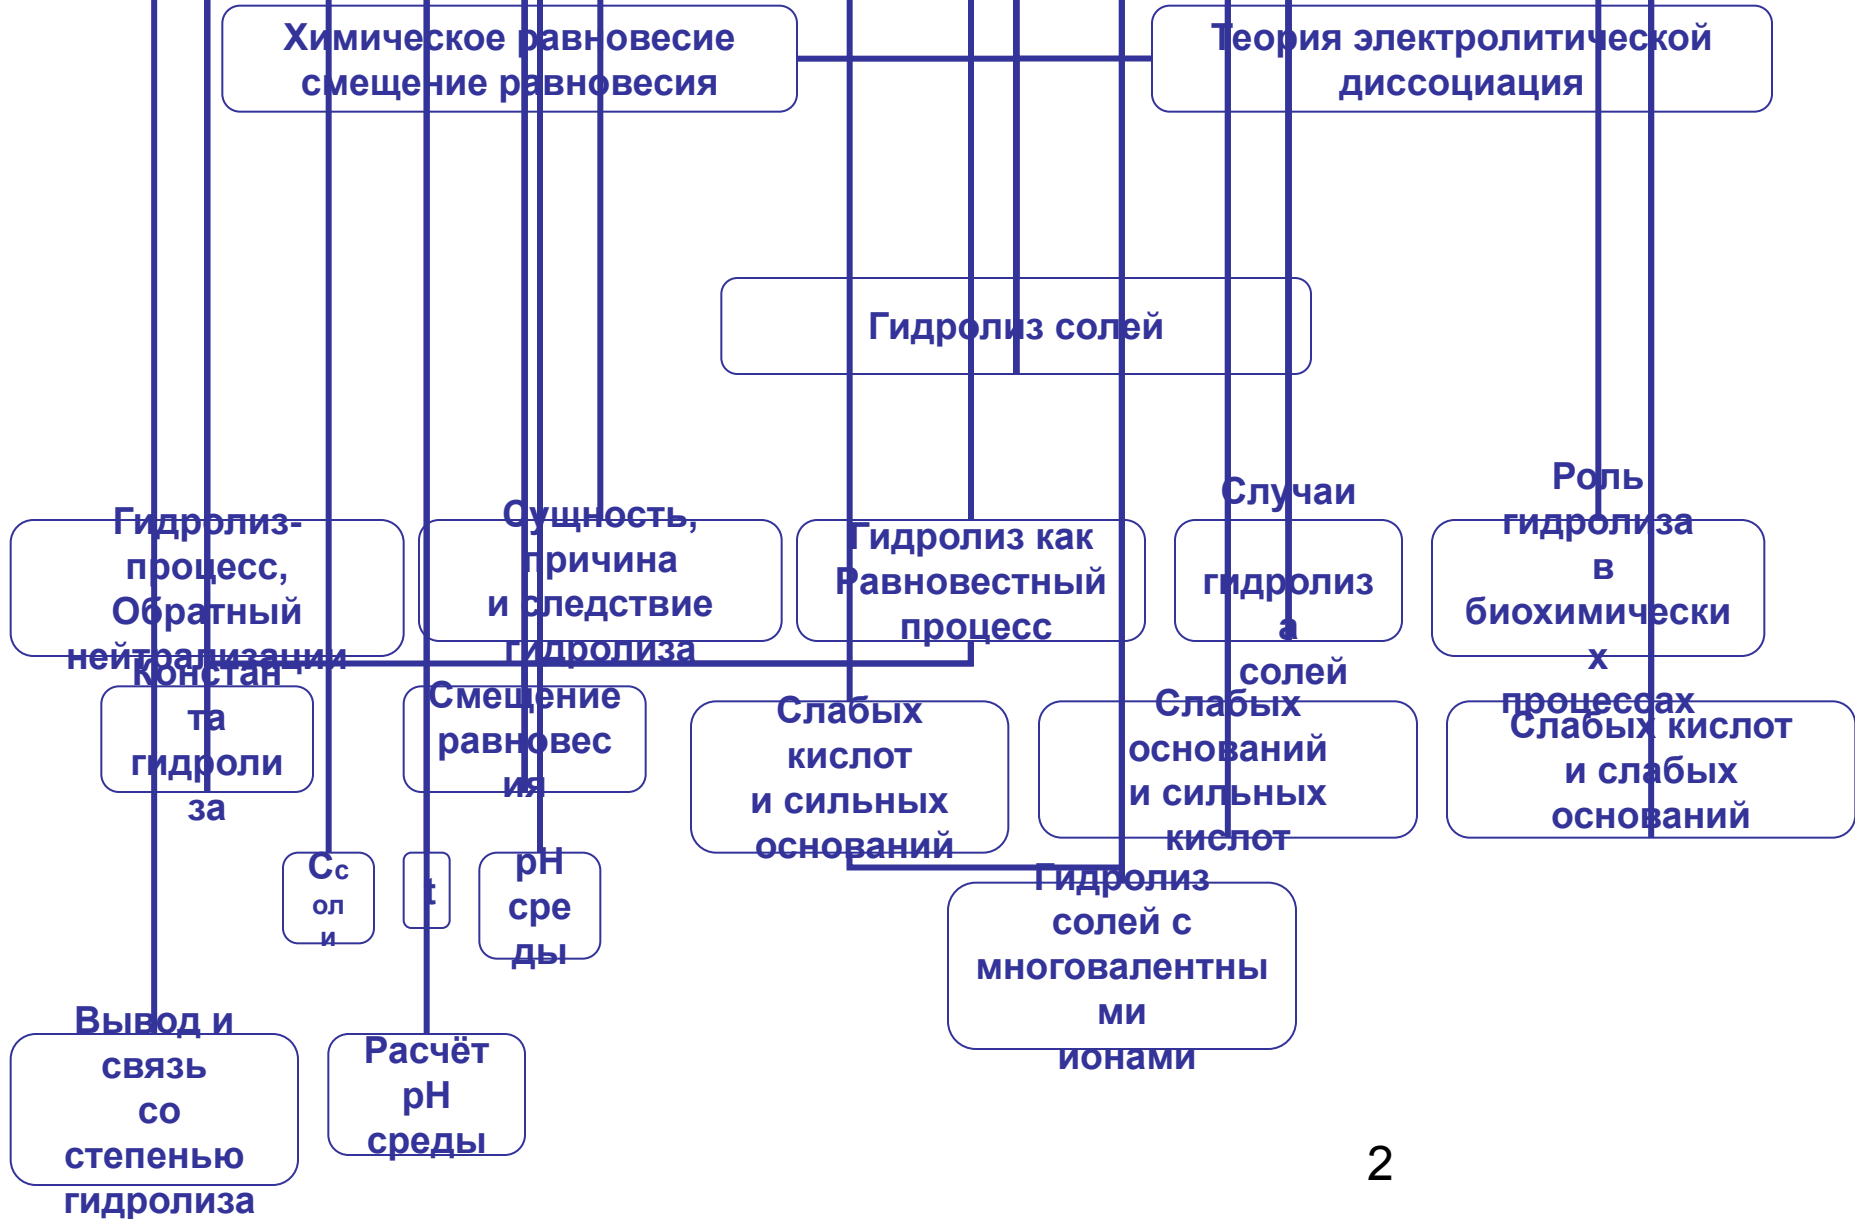 Химическое равновесие
смещение равновесия
Теория электролитической
диссоциация
Гидролиз солей
Гидролиз-
процесс,
Обратный
нейтрализации
Сущность,
причина
и следствие
гидролиза
Гидролиз как
Равновестный
процесс
Случаи
гидролиз
а
солей
Роль
гидролиза
в
биохимически
х
процессах
Констан
та
гидроли
за
Смещение
равновес
ия
Слабых
кислот
и сильных
оснований
Слабых
оснований
и сильных
кислот
Слабых кислот
и слабых
оснований
Сс
ол
и
t
pH
сре
ды
Гидролиз
солей с
многовалентны
ми
ионами
Вывод и
связь
со
степенью
гидролиза
Расчёт
pH
среды
2